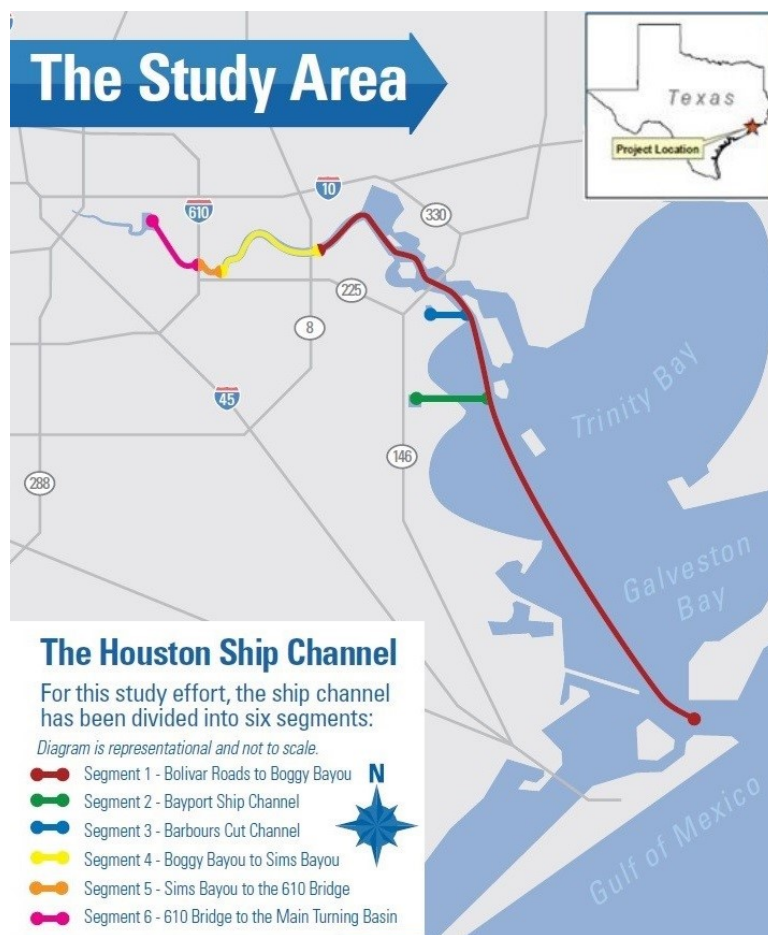 The Study Area
Texas
Project Location
10
610
330
225
8
45
146
288
Trinity Bay
Galveston
Bay
Gulf of Mexico
The Houston Ship Channel
For this study effort, the ship channel
has been divided into six segments:
Diagram is representational and not to scale.
Segment 1 - Bolivar Roads to Boggy Bayou
N
Segment 2 - Bayport Ship Channel
Segment 3 - Barbours Cut Channel
Segment 4 - Boggy Bayou to Sims Bayou
Segment 5 - Sims Bayou to the 610 Bridge
Segment 6 - 610 Bridge to the Main Turning Basin